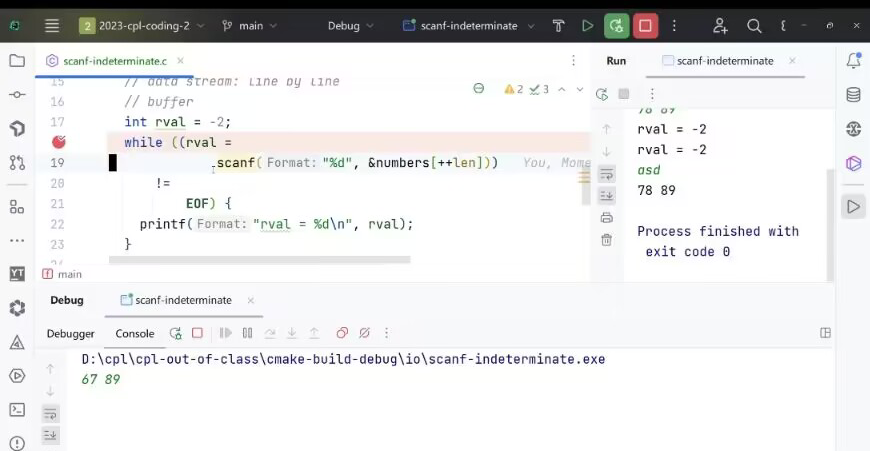 2 2023-cpl-coding-2 main Debug scanf-indeterminate
scanf-indeterminate.c
15 // data stream: line by line
16 // buffer
17 int rval = -2;
while ((rval =
19 scanf( Format: "%d", &numbers[++len])) You, Mome
20 !=
21 EOF) {
22 printf( Format: "rval = %d\n", rval);
23 }
24
main
Run scanf-indeterminate
78 89
rval = -2
rval = -2
asd
78 89
Process finished with
exit code 0
2 3
YT
Debug scanf-indeterminate
Debugger Console
D:\cpl\cpl-out-of-class\cmake-build-debug\io\scanf-indeterminate.exe
67 89